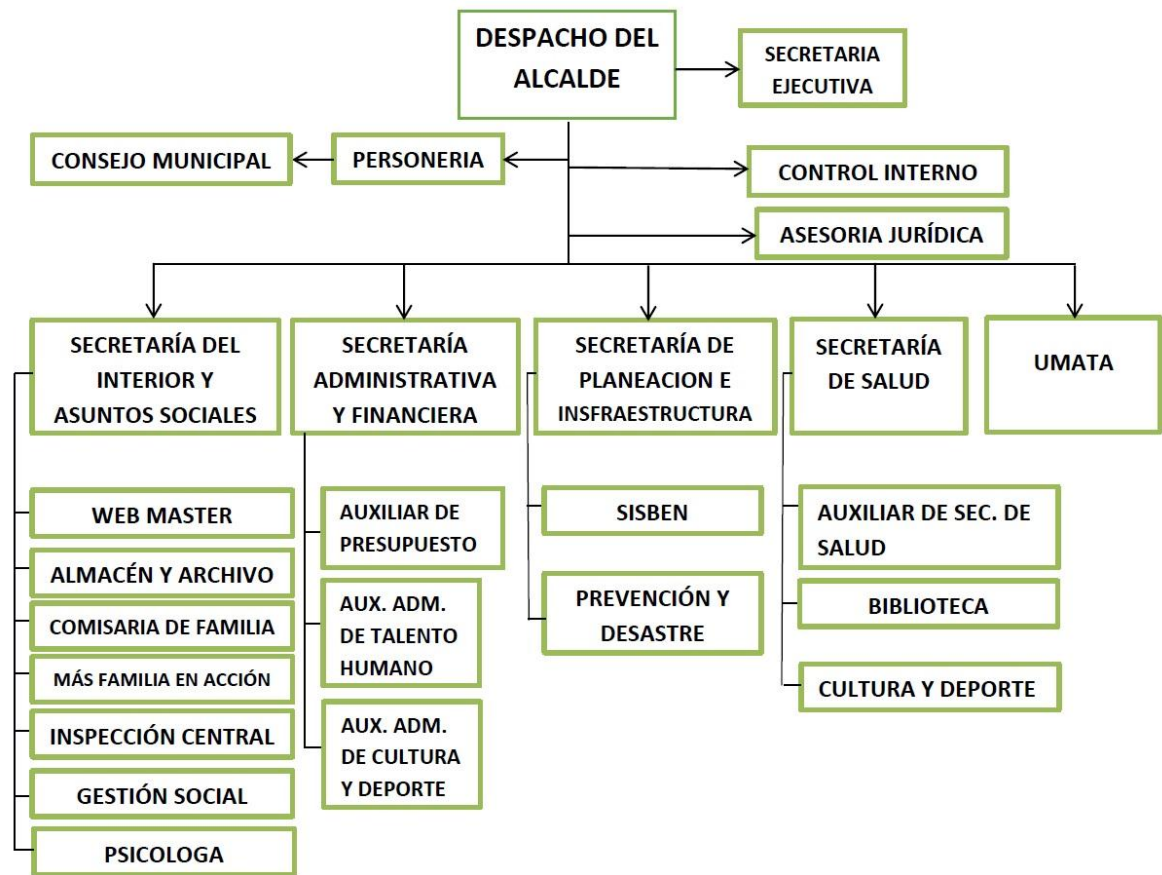 DESPACHO DEL
ALCALDE
SECRETARIA
EJECUTIVA
CONSEJO MUNICIPAL
PERSONERIA
CONTROL INTERNO
ASESORIA JURÍDICA
SECRETARÍA DEL
INTERIOR Y
ASUNTOS SOCIALES
SECRETARÍA
ADMINISTRATIVA
Y FINANCIERA
SECRETARÍA DE
PLANEACION E
INSFRAESTRUCTURA
SECRETARÍA
DE SALUD
UMATA
WEB MASTER
ALMACÉN Y ARCHIVO
COMISARIA DE FAMILIA
MÁS FAMILIA EN ACCIÓN
INSPECCIÓN CENTRAL
GESTIÓN SOCIAL
PSICOLOGA
AUXILIAR DE
PRESUPUESTO
AUX. ADM.
DE TALENTO
HUMANO
AUX. ADM.
DE CULTURA
Y DEPORTE
SISBEN
PREVENCIÓN Y
DESASTRE
AUXILIAR DE SEC. DE
SALUD
BIBLIOTECA
CULTURA Y DEPORTE